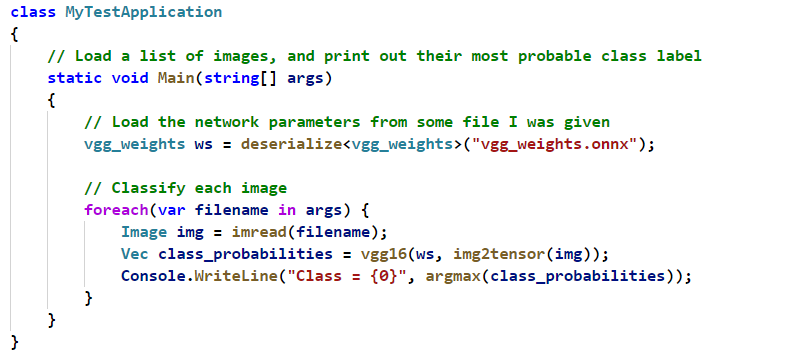 class MyTestApplication
{
    // Load a list of images, and print out their most probable class label
    static void Main(string[] args)
    {
        // Load the network parameters from some file I was given
        vgg_weights ws = deserialize<vgg_weights>("vgg_weights.onnx");

        // Classify each image
        foreach(var filename in args) {
            Image img = imread(filename);
            Vec class_probabilities = vgg16(ws, img2tensor(img));
            Console.WriteLine("Class = {0}", argmax(class_probabilities));
        }
    }
}